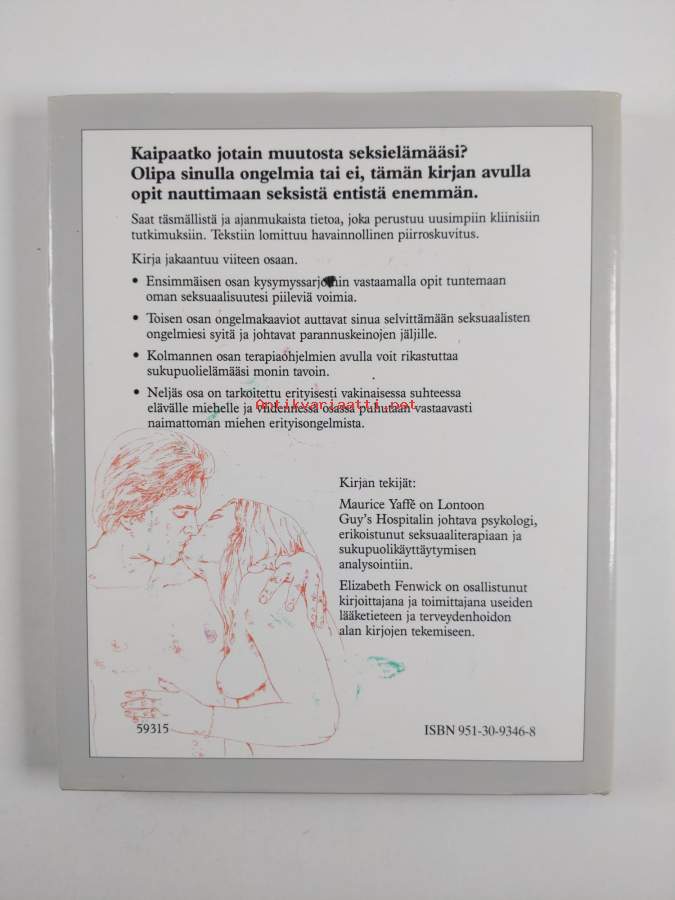 Kaipaatko jotain muutosta seksielämääsi?
Olipa sinulla ongelmia tai ei, tämän kirjan avulla
opit nauttimaan seksistä entistä enemmän.
Saat täsmällistä ja ajanmukaista tietoa, joka perustuu uusimpiin kliinisiin
tutkimuksiin. Tekstiin lomittuu havainnollinen piirroskuvitus.
Kirja jakaantuu viiteen osaan.
• Ensimmäisen osan kysymyssarjoihin vastaamalla opit tuntemaan
oman seksuaalisuutesi piileviä voimia.
• Toisen osan ongelmakaaviot auttavat sinua selvittämään seksuaalisten
ongelmiesi syitä ja johtavat parannuskeinojen jäljille.
• Kolmannen osan terapiaohjelmien avulla voit rikastuttaa
sukupuolielämääsi monin tavoin.
• Neljäs osa on tarkoitettu erityisesti vakinaisessa suhteessa
elävälle miehelle ja viidennessä osassa puhutaan vastaavasti
Antikvariaatti.net
naimattoman miehen erityisongelmista.
Kirjan tekijät:
Maurice Yaffé on Lontoon
Guy's Hospitalin johtava psykologi,
erikoistunut seksuaaliterapiaan ja
sukupuolikäyttäytymisen
analysointiin.
Elizabeth Fenwick on osallistunut
kirjoittajana ja toimittajana useiden
lääketieteen ja terveydenhoidon
alan kirjojen tekemiseen.
59315
ISBN 951-30-9346-8